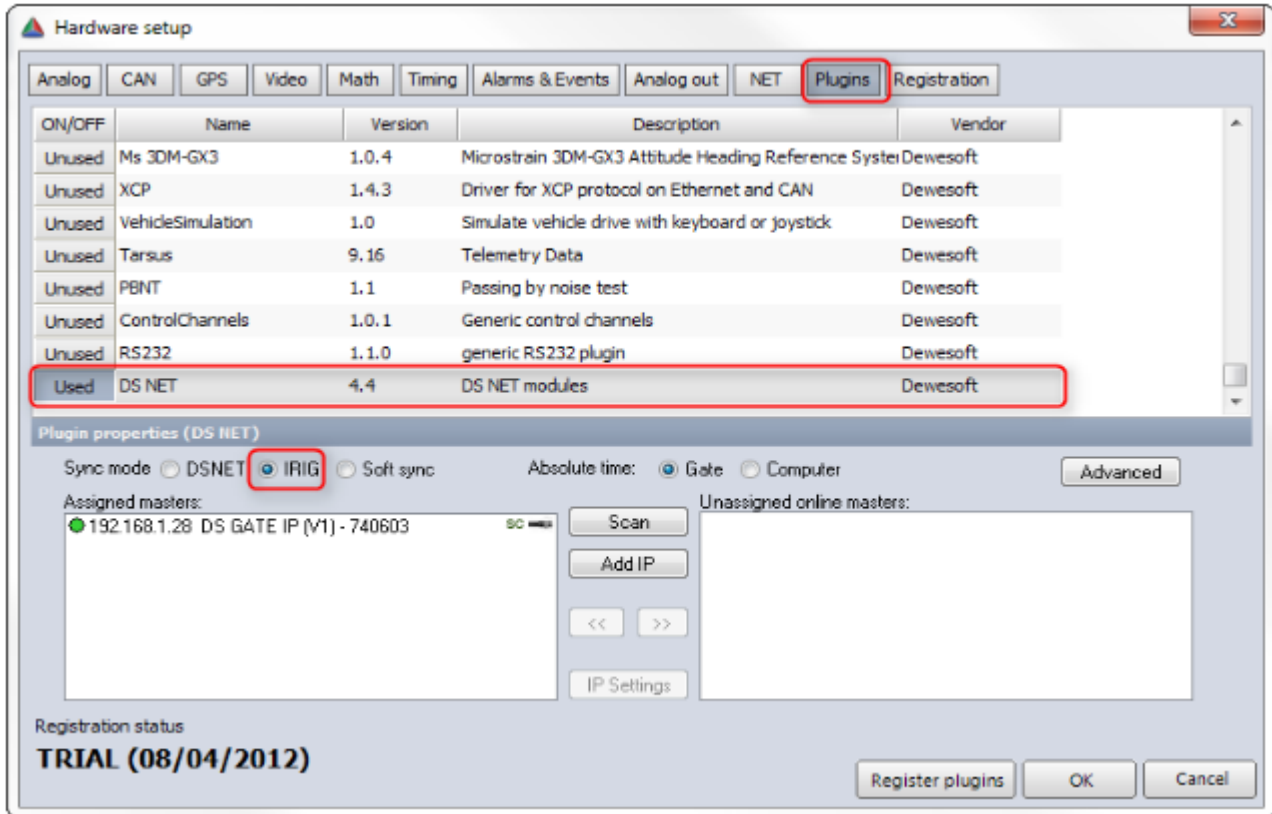 Hardware setup
Analog CAN GPS Video Math Timing Alarms & Events Analog out NET Plugins Registration
ON/OFF Name Version Description Vendor
Unused Ms 3DM-GX3 1.0.4 Microstrain 3DM-GX3 Attitude Heading Reference Syster Dewesoft
Unused XCP 1.4.3 Driver for XCP protocol on Ethernet and CAN Dewesoft
Unused VehicleSimulation 1.0 Simulate vehicle drive with keyboard or joystick Dewesoft
Unused Tarsus 9.16 Telemetry Data Dewesoft
Unused PBNT 1.1 Passing by noise test Dewesoft
Unused ControlChannels 1.0.1 Generic control channels Dewesoft
Unused RS232 1.1.0 generic RS232 plugin Dewesoft
Used DS NET 4.4 DS NET modules Dewesoft
Plugin properties (DS NET)
Sync mode DSNET IRIG Soft sync Absolute time: Gate Computer Advanced
Assigned masters: Unassigned online masters:
192.168.1.28 DS GATE IP (V1) - 740603 SC Scan
Add IP
<< >>
IP Settings
Registration status
TRIAL (08/04/2012)
Register plugins OK Cancel